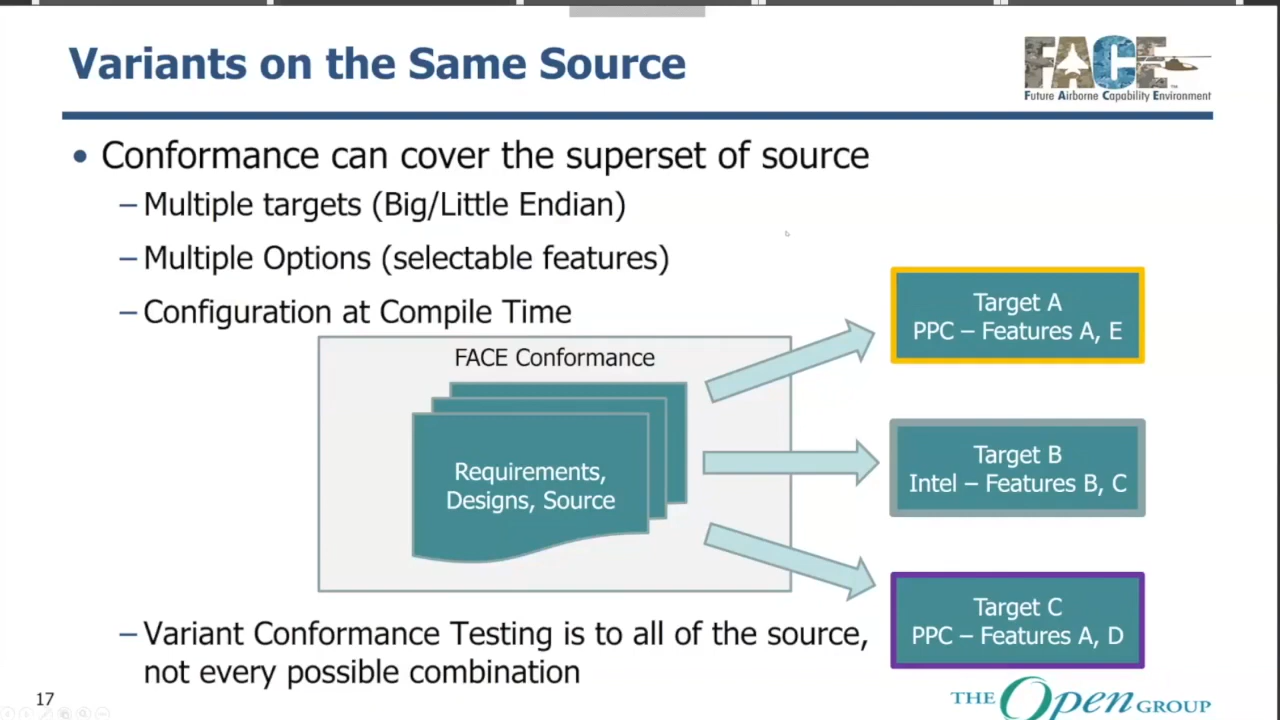 Variants on the Same Source
FACE
Future Airborne Capability Environment
• Conformance can cover the superset of source
– Multiple targets (Big/Little Endian)
– Multiple Options (selectable features)
– Configuration at Compile Time
FACE Conformance
Requirements,
Designs, Source
Target A
PPC – Features A, E
Target B
Intel – Features B, C
Target C
PPC – Features A, D
– Variant Conformance Testing is to all of the source,
not every possible combination
17
THE Open GROUP